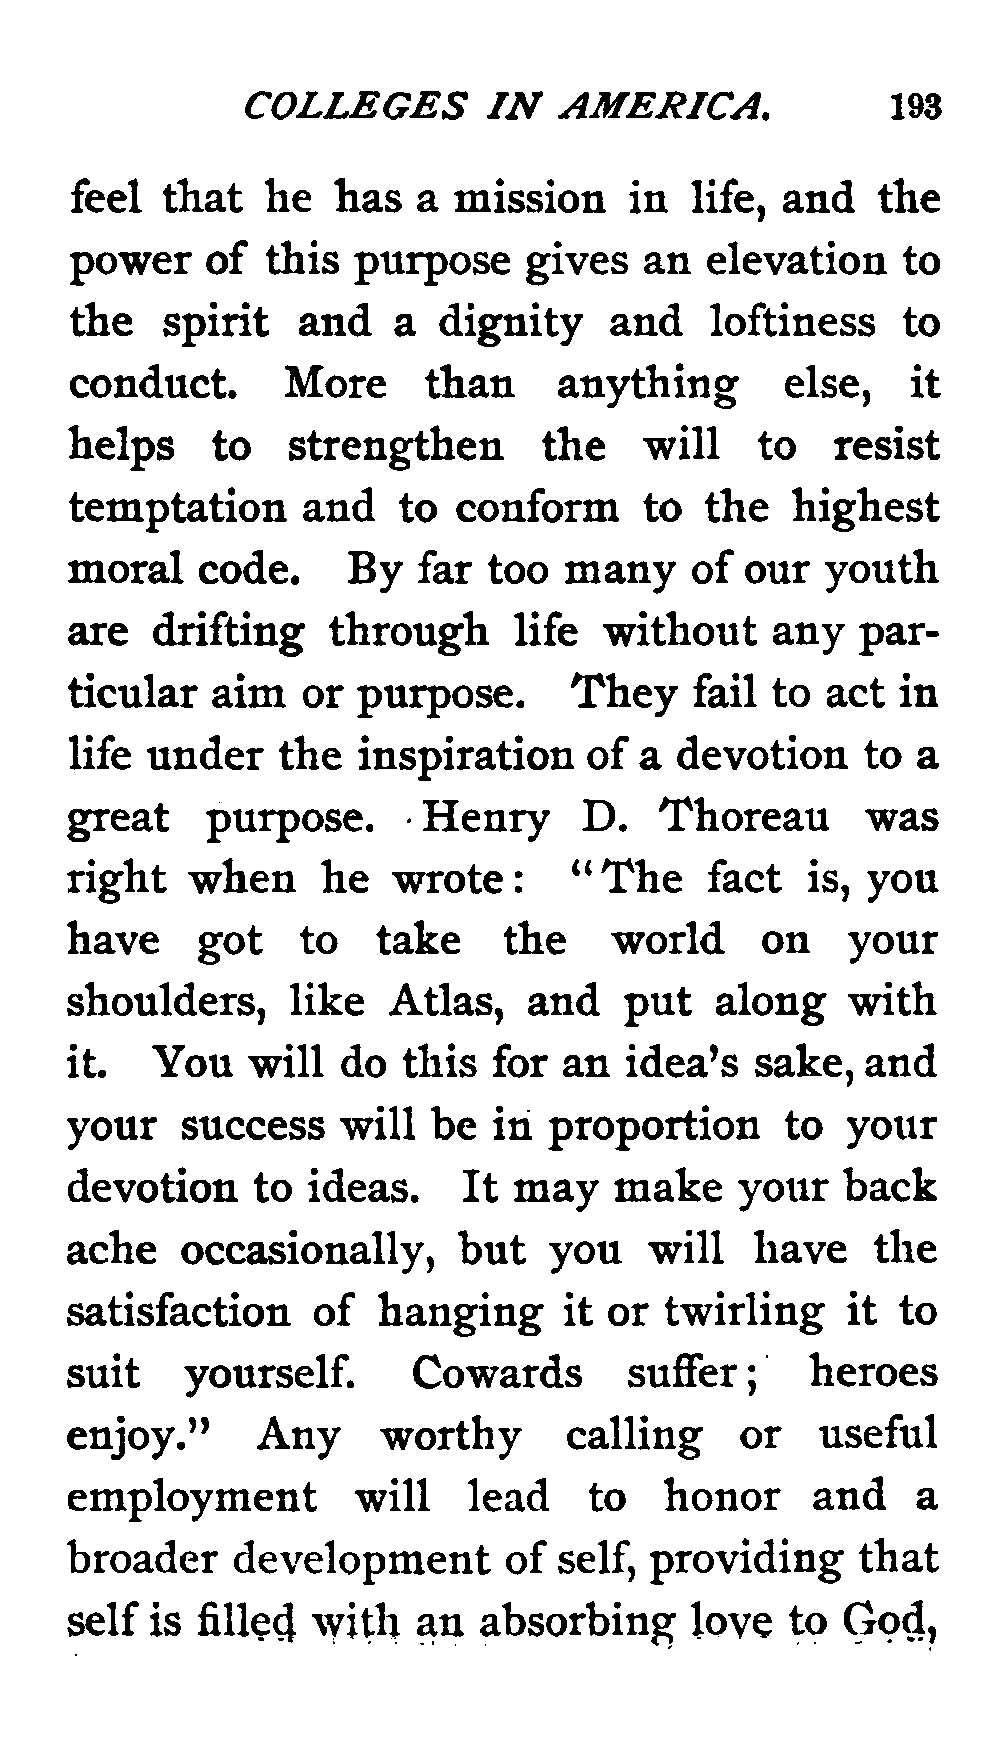 COLLEGES IN AMERICA. 193
feel that he has a mission in life, and the
power of this purpose gives an elevation to
the spirit and a dignity and loftiness to
conduct. More than anything else, it
helps to strengthen the will to resist
temptation and to conform to the highest
moral code. By far too many of our youth
are drifting through life without any par-
ticular aim or purpose. They fail to act in
life under the inspiration of a devotion to a
great purpose. Henry D. Thoreau was
right when he wrote: "The fact is, you
have got to take the world on your
shoulders, like Atlas, and put along with
it. You will do this for an idea's sake, and
your success will be in proportion to your
devotion to ideas. It may make your back
ache occasionally, but you will have the
satisfaction of hanging it or twirling it to
suit yourself. Cowards suffer; heroes
enjoy." Any worthy calling or useful
employment will lead to honor and a
broader development of self, providing that
self is filled with an absorbing love to God,